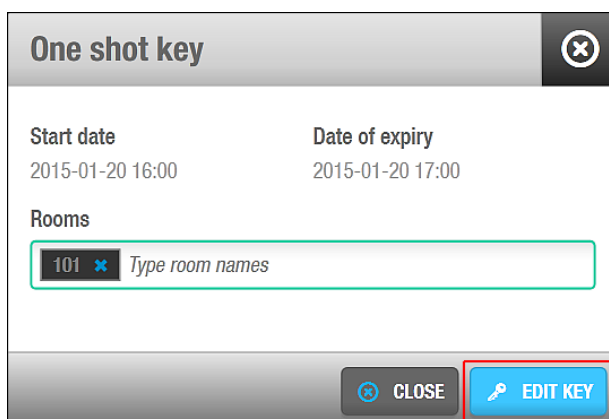 One shot key
Start date
Date of expiry
2015-01-20 16:00
2015-01-20 17:00
Rooms
101 Type room names
CLOSE
EDIT KEY